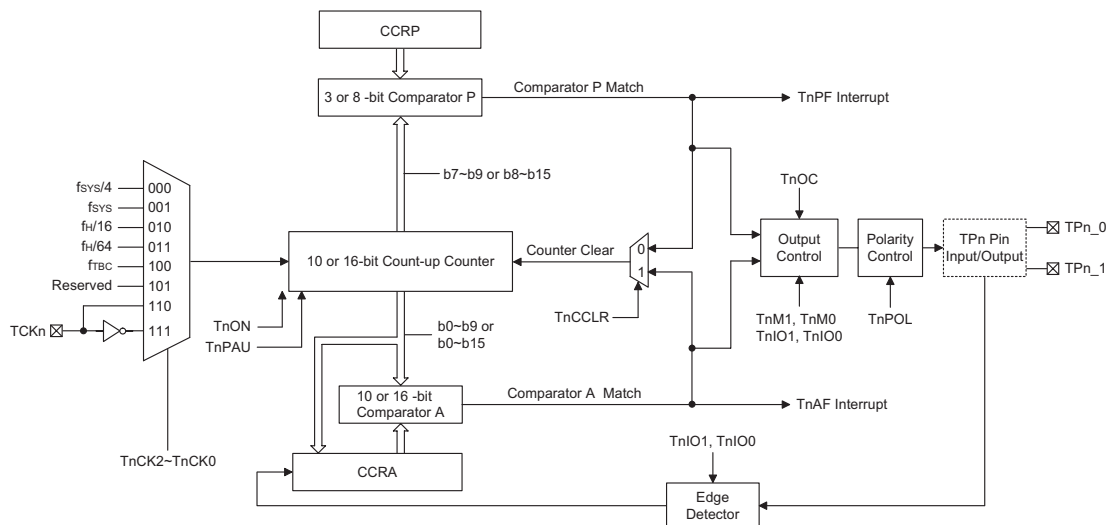 CCRP
3 or 8 -bit Comparator P
Comparator P Match
TnPF Interrupt
b7~b9 or b8~b15
fSYS/4
000
fSYS
001
fH/16
010
fH/64
011
fTBC
100
Reserved
101
110
TCKn
111
TnCK2~TnCK0
10 or 16-bit Count-up Counter
TnON
TnPAU
Counter Clear
0
1
TnCCLR
TnOC
Output
Control
TnM1, TnM0
TnIO1, TnIO0
Polarity
Control
TnPOL
TPn Pin
Input/Output
TPn_0
TPn_1
b0~b9 or
b0~b15
10 or 16 -bit
Comparator A
Comparator A Match
TnAF Interrupt
CCRA
TnIO1, TnIO0
Edge
Detector